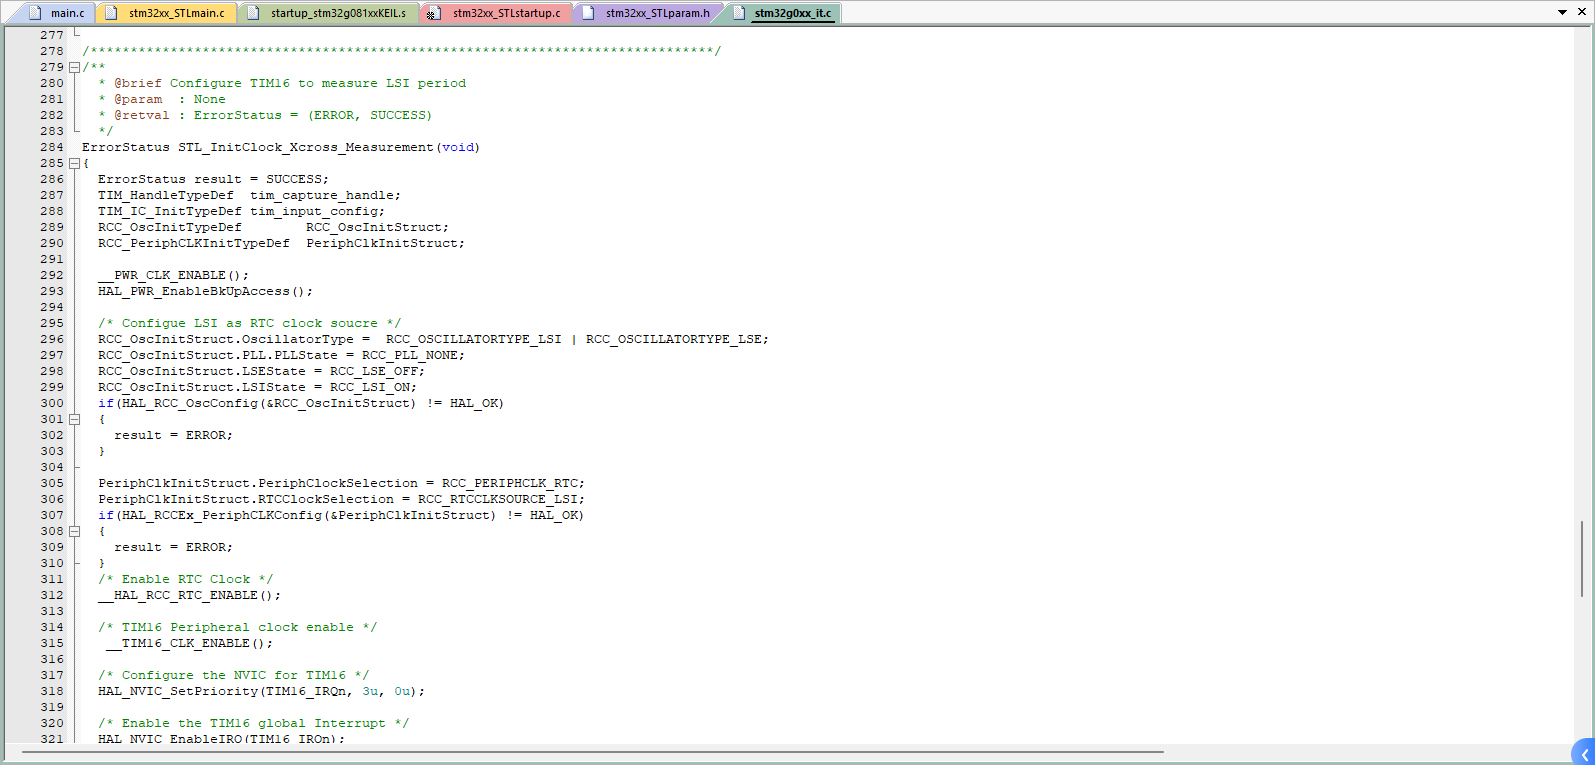 main.c stm32xx_STLmain.c startup_stm32g081xxKEIL.s stm32xx_STLstartup.c stm32xx_STLparam.h stm32g0xx_it.c
277
278 /******************************************************************************/
279 /**
280   * @brief Configure TIM16 to measure LSI period
281   * @param  : None
282   * @retval : ErrorStatus = (ERROR, SUCCESS)
283   */
284 ErrorStatus STL_InitClock_Xcross_Measurement(void)
285 {
286   ErrorStatus result = SUCCESS;
287   TIM_HandleTypeDef  tim_capture_handle;
288   TIM_IC_InitTypeDef tim_input_config;
289   RCC_OscInitTypeDef        RCC_OscInitStruct;
290   RCC_PeriphCLKInitTypeDef  PeriphClkInitStruct;
291
292   __PWR_CLK_ENABLE();
293   HAL_PWR_EnableBkUpAccess();
294
295   /* Configue LSI as RTC clock soucre */
296   RCC_OscInitStruct.OscillatorType =  RCC_OSCILLATORTYPE_LSI | RCC_OSCILLATORTYPE_LSE;
297   RCC_OscInitStruct.PLL.PLLState = RCC_PLL_NONE;
298   RCC_OscInitStruct.LSEState = RCC_LSE_OFF;
299   RCC_OscInitStruct.LSIState = RCC_LSI_ON;
300   if(HAL_RCC_OscConfig(&RCC_OscInitStruct) != HAL_OK)
301   {
302     result = ERROR;
303   }
304
305   PeriphClkInitStruct.PeriphClockSelection = RCC_PERIPHCLK_RTC;
306   PeriphClkInitStruct.RTCClockSelection = RCC_RTCCLKSOURCE_LSI;
307   if(HAL_RCCEx_PeriphCLKConfig(&PeriphClkInitStruct) != HAL_OK)
308   {
309     result = ERROR;
310   }
311   /* Enable RTC Clock */
312   __HAL_RCC_RTC_ENABLE();
313
314   /* TIM16 Peripheral clock enable */
315    __TIM16_CLK_ENABLE();
316
317   /* Configure the NVIC for TIM16 */
318   HAL_NVIC_SetPriority(TIM16_IRQn, 3u, 0u);
319
320   /* Enable the TIM16 global Interrupt */
321   HAL_NVIC_EnableIRQ(TIM16_IRQn);